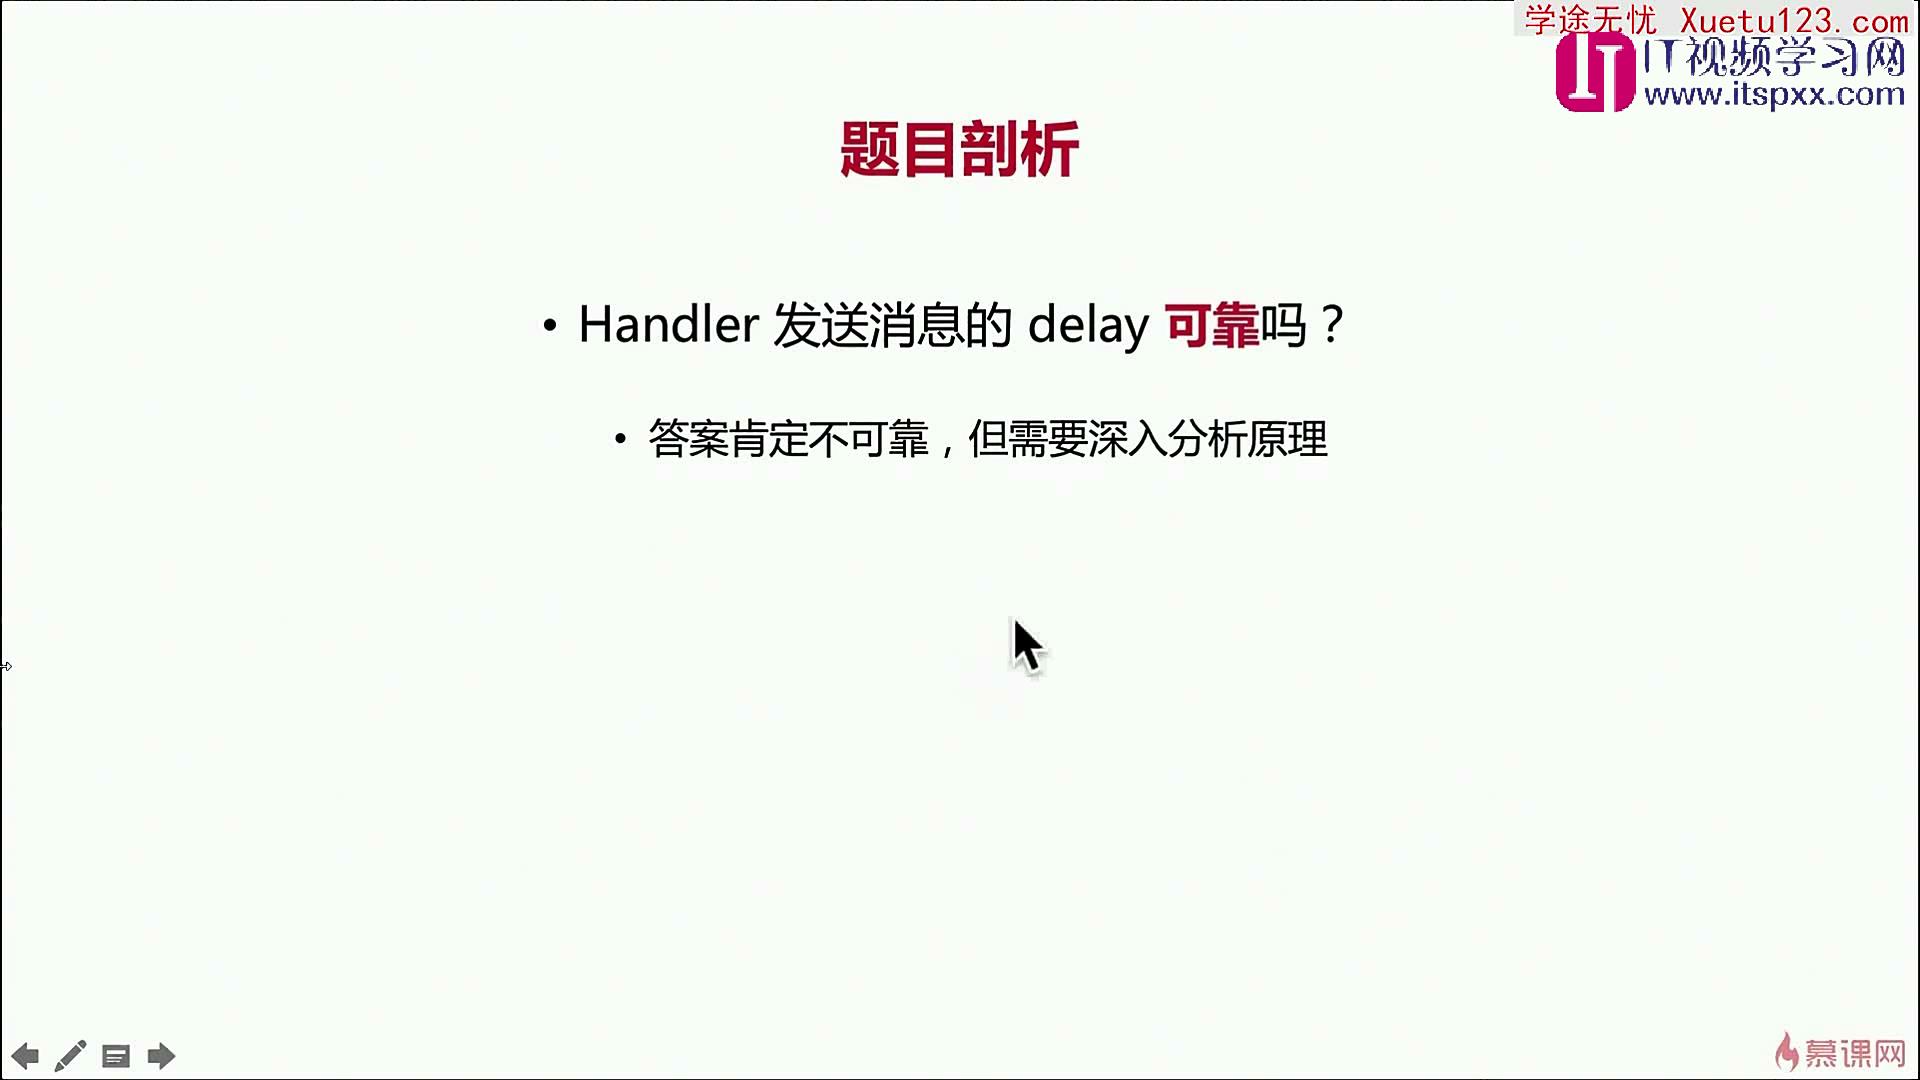 学途无忧 Xuetu123.com
IT视频学习网
www.itspxx.com
题目剖析
• Handler 发送消息的 delay 可靠吗？
• 答案肯定不可靠，但需要深入分析原理
慕课网